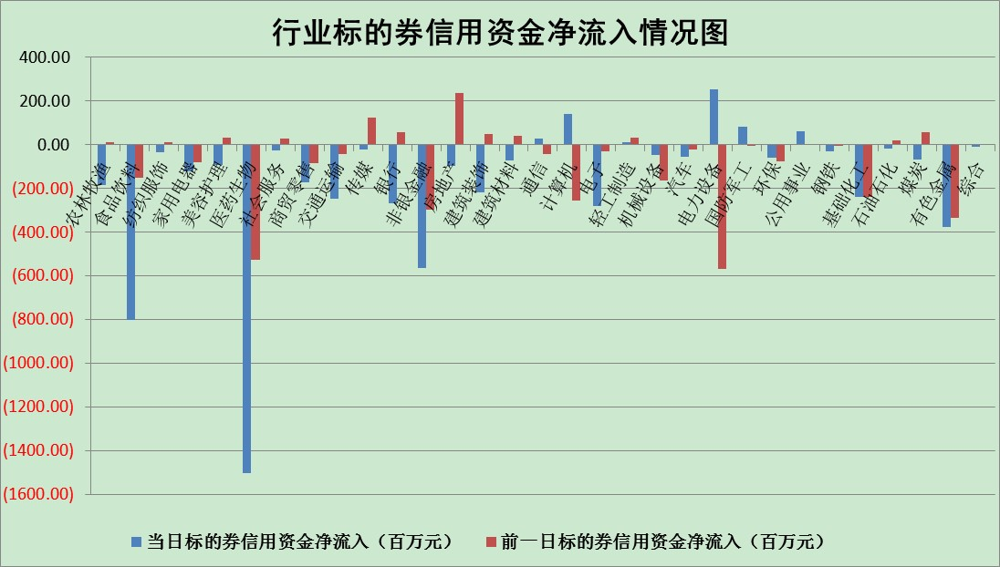 行业标的券信用资金净流入情况图
400.00
200.00
0.00
(200.00)
(400.00)
(600.00)
(800.00)
(1000.00)
(1200.00)
(1400.00)
(1600.00)
农林牧渔
食品饮料
纺织服饰
家用电器
美容护理
医药生物
社会服务
商贸零售
交通运输
传媒
银行
非银金融
房地产
建筑装饰
建筑材料
通信
计算机
电子
轻工制造
机械设备
汽车
电力设备
国防军工
环保
公用事业
钢铁
基础化工
石油石化
煤炭
有色金属
综合
当日标的券信用资金净流入（百万元）
前一日标的券信用资金净流入（百万元）